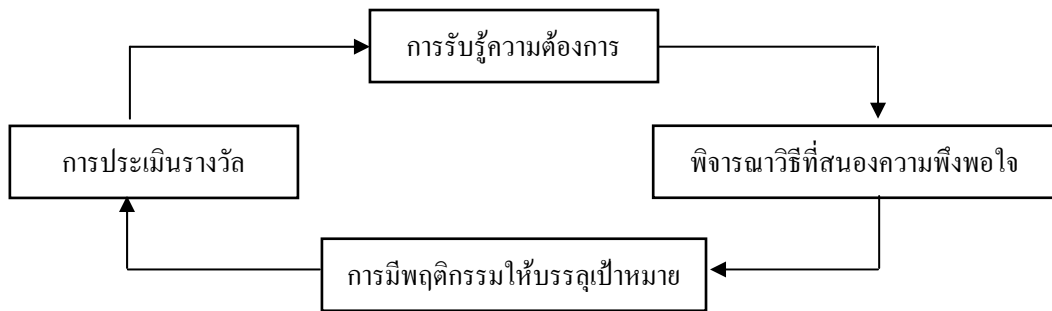 การรับรู้ความต้องการ
การประเมินรางวัล
พิจารณาวิธีที่สนองความพึงพอใจ
การมีพฤติกรรมให้บรรลุเป้าหมาย